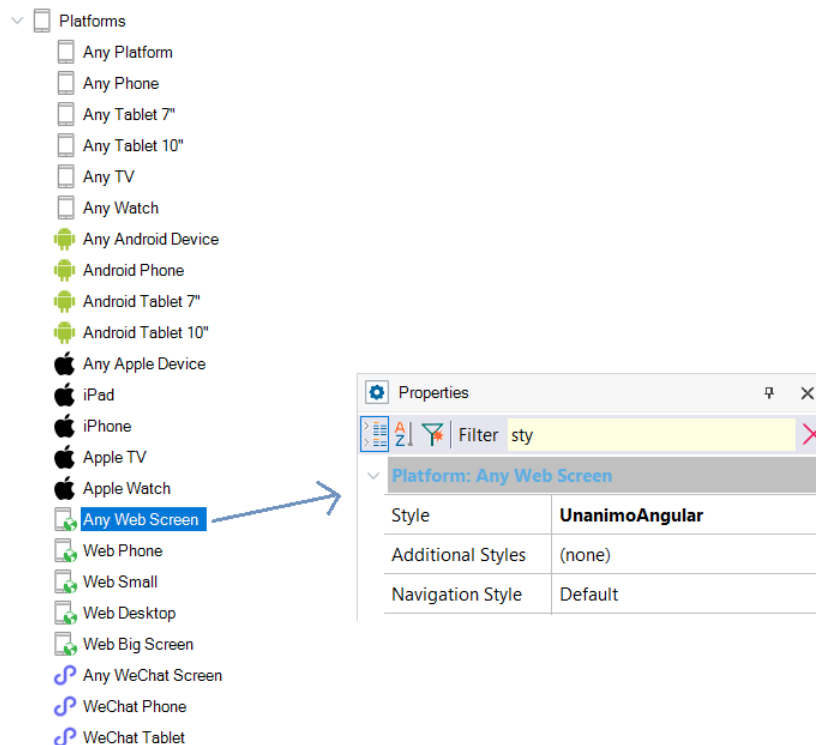 Platforms
Any Platform
Any Phone
Any Tablet 7"
Any Tablet 10"
Any TV
Any Watch
Any Android Device
Android Phone
Android Tablet 7"
Android Tablet 10"
Any Apple Device
iPad
iPhone
Apple TV
Apple Watch
Any Web Screen
Web Phone
Web Small
Web Desktop
Web Big Screen
Any WeChat Screen
WeChat Phone
WeChat Tablet
Properties
AZ Filter sty
Platform: Any Web Screen
Style UnanimoAngular
Additional Styles (none)
Navigation Style Default